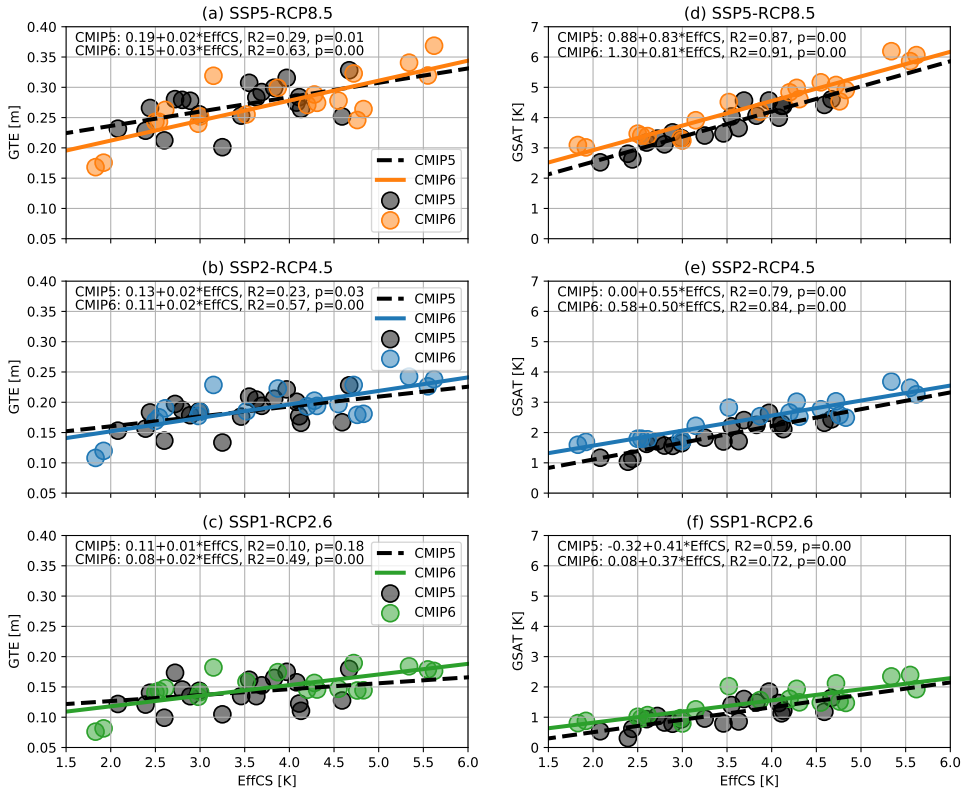 (a) SSP5-RCP8.5
CMIP5: 0.19+0.02*EffCS, R2=0.29, p=0.01
CMIP6: 0.15+0.03*EffCS, R2=0.63, p=0.00
GTE [m]
0.40
0.35
0.30
0.25
0.20
0.15
0.10
0.05
CMIP5
CMIP6
CMIP5
CMIP6
(d) SSP5-RCP8.5
CMIP5: 0.88+0.83*EffCS, R2=0.87, p=0.00
CMIP6: 1.30+0.81*EffCS, R2=0.91, p=0.00
GSAT [K]
7
6
5
4
3
2
1
0
(b) SSP2-RCP4.5
CMIP5: 0.13+0.02*EffCS, R2=0.23, p=0.03
CMIP6: 0.11+0.02*EffCS, R2=0.57, p=0.00
GTE [m]
0.40
0.35
0.30
0.25
0.20
0.15
0.10
0.05
CMIP5
CMIP6
CMIP5
CMIP6
(e) SSP2-RCP4.5
CMIP5: 0.00+0.55*EffCS, R2=0.79, p=0.00
CMIP6: 0.58+0.50*EffCS, R2=0.84, p=0.00
GSAT [K]
7
6
5
4
3
2
1
0
(c) SSP1-RCP2.6
CMIP5: 0.11+0.01*EffCS, R2=0.10, p=0.18
CMIP6: 0.08+0.02*EffCS, R2=0.49, p=0.00
GTE [m]
0.40
0.35
0.30
0.25
0.20
0.15
0.10
0.05
CMIP5
CMIP6
CMIP5
CMIP6
1.5 2.0 2.5 3.0 3.5 4.0 4.5 5.0 5.5 6.0
EffCS [K]
(f) SSP1-RCP2.6
CMIP5: -0.32+0.41*EffCS, R2=0.59, p=0.00
CMIP6: 0.08+0.37*EffCS, R2=0.72, p=0.00
GSAT [K]
7
6
5
4
3
2
1
0
1.5 2.0 2.5 3.0 3.5 4.0 4.5 5.0 5.5 6.0
EffCS [K]